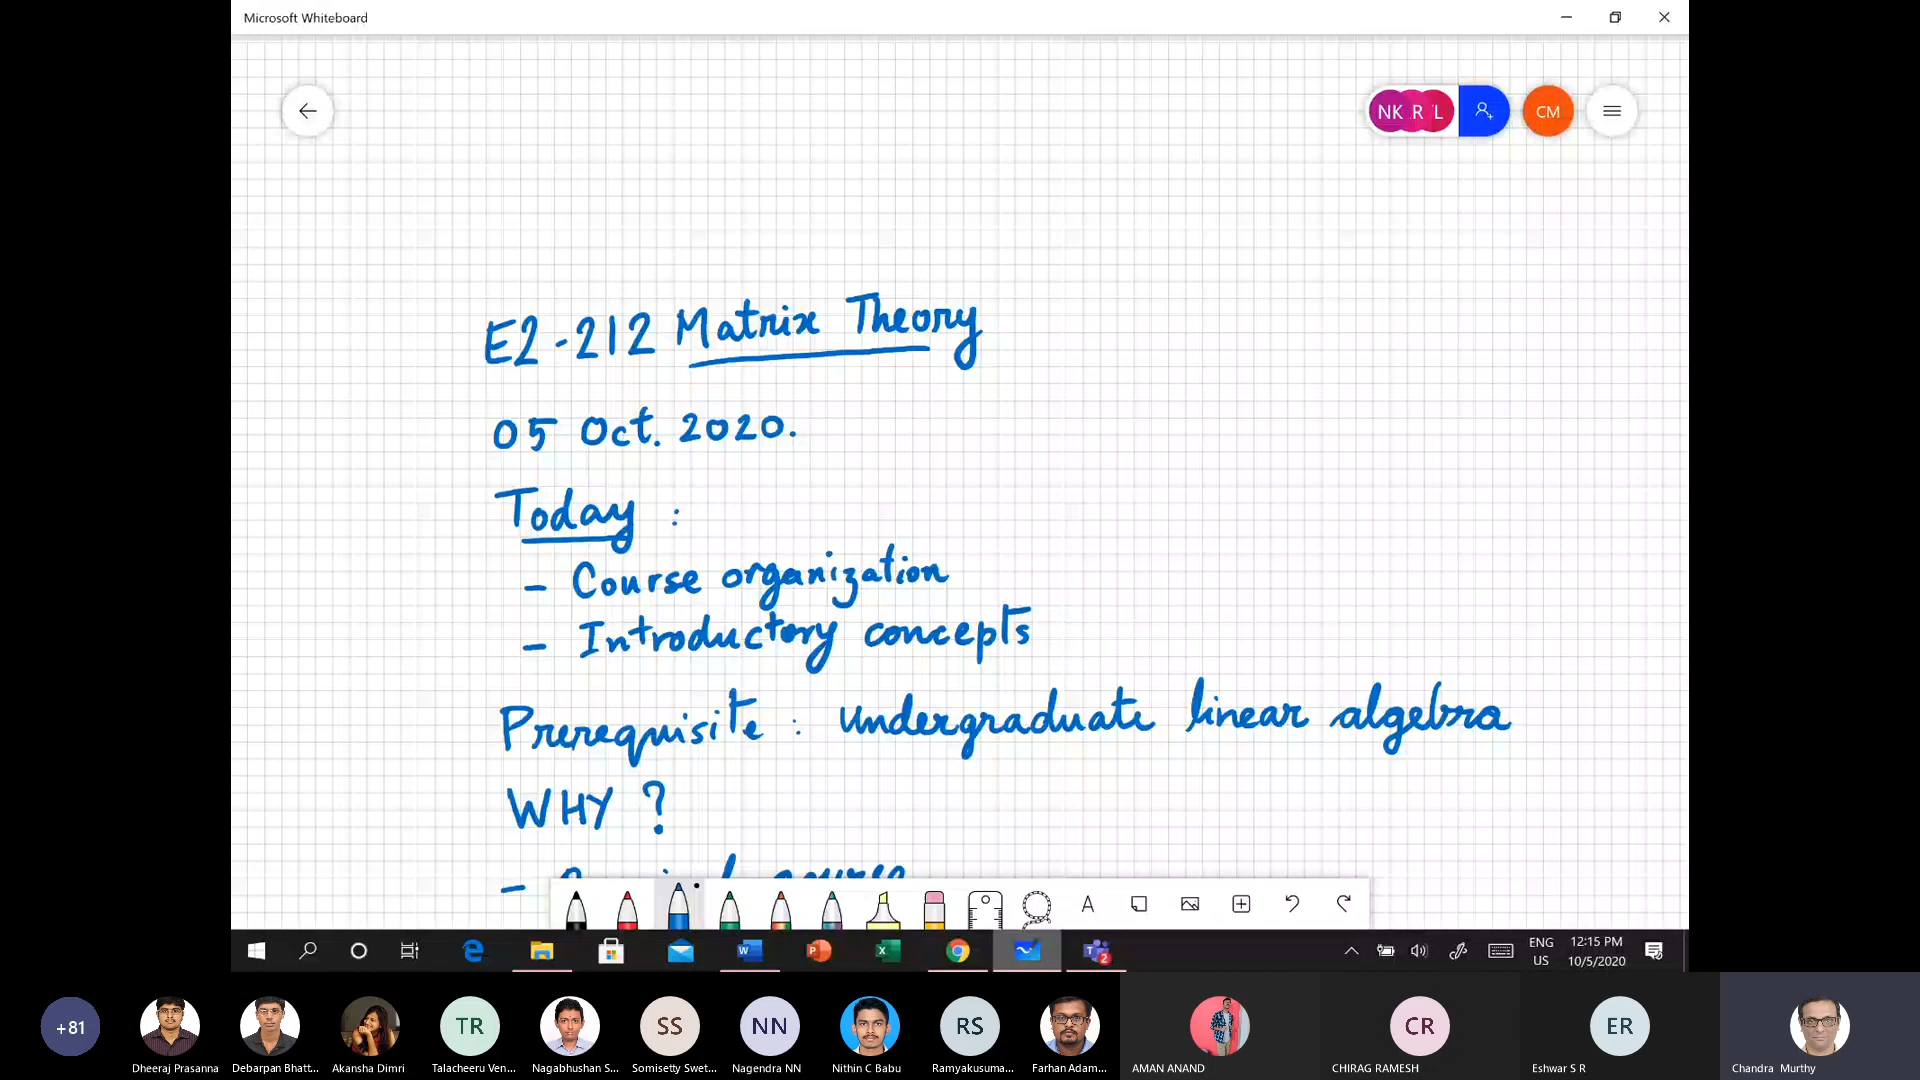 Microsoft Whiteboard
NK R L
CM
E2-212 Matrix Theory
05 Oct. 2020.
Today :
- Course organization
- Introductory concepts
Prerequisite : undergraduate linear algebra
WHY ?
- course
ENG
US
12:15 PM
10/5/2020
2
+81
TR
SS
NN
RS
CR
ER
Dheeraj Prasanna
Debarpan Bhatt...
Akansha Dimri
Talacheeru Ven...
Nagabhushan S...
Somisetty Swet...
Nagendra NN
Nithin C Babu
Ramyakusuma...
Farhan Adam...
AMAN ANAND
CHIRAG RAMESH
Eshwar S R
Chandra Murthy